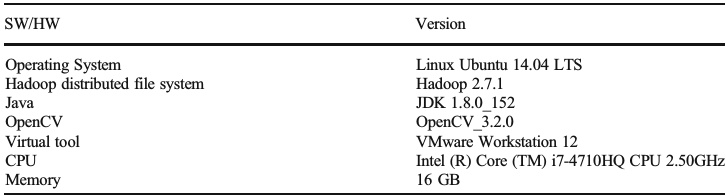 SW/HW Version
Operating System Linux Ubuntu 14.04 LTS
Hadoop distributed file system Hadoop 2.7.1
Java JDK 1.8.0_152
OpenCV OpenCV_3.2.0
Virtual tool VMware Workstation 12
CPU Intel (R) Core (TM) i7-4710HQ CPU 2.50GHz
Memory 16 GB